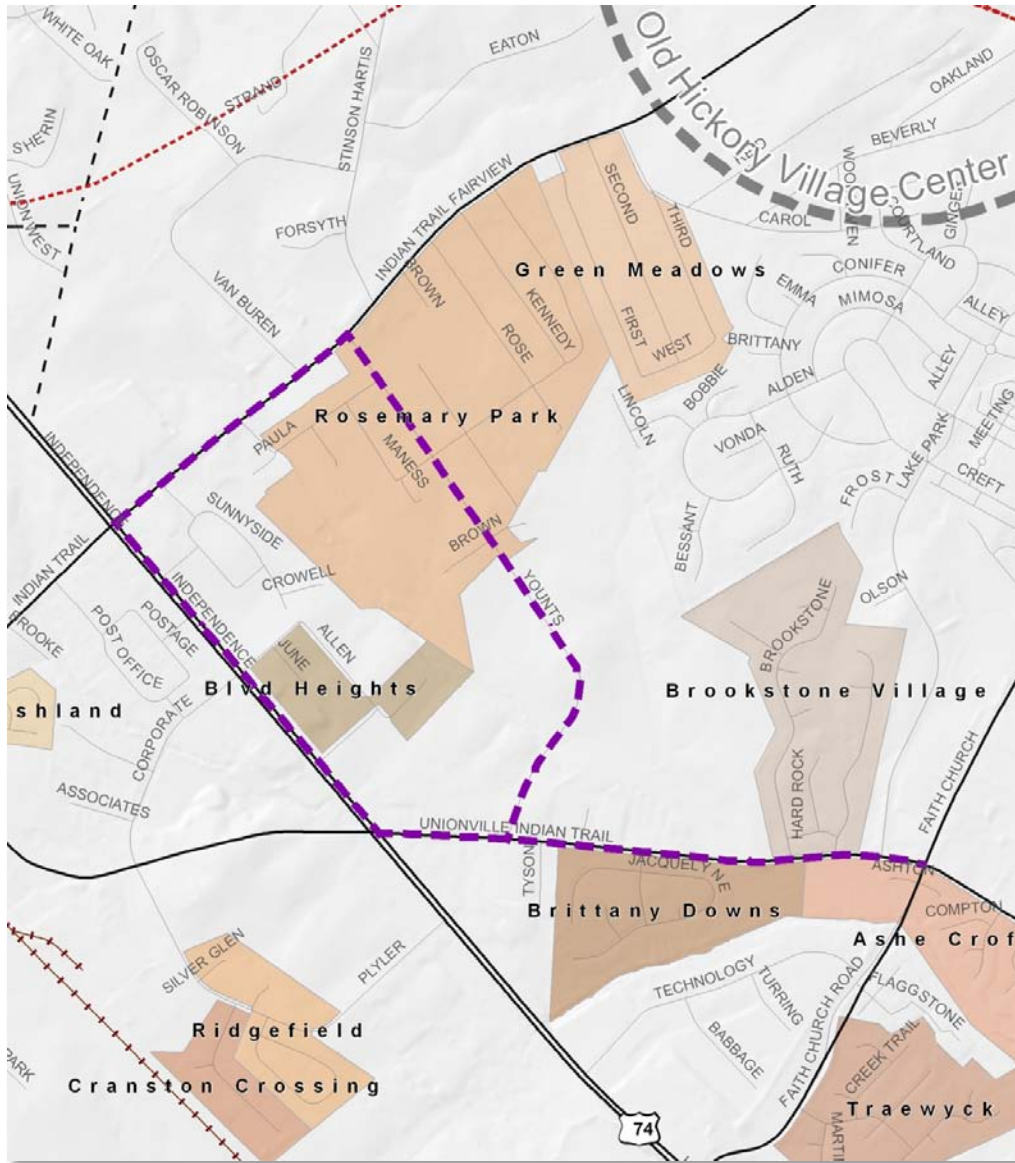 WHITE OAK
OSCAR ROBINSON
STRAND
STINSON HARTIS
EATON
Old Hickory Village Center
OAKLAND
BEVERLY
SHERIN
UNION WEST
FORSYTH
INDIAN TRAIL FAIRVIEW
SECOND
THIRD
CAROL
GINGER
CONIFER
EMMA
MIMOSA
ALLEY
VAN BUREN
BROWN
Green Meadows
KENNEDY
ROSE
FIRST
WEST
BRITTANY
BOBBIE
ALDEN
ALLEY
LINCOLN
MEETING
Rosemary Park
PAULA
MANESS
VONDA
RUTH
LAKE PARK
FROST
CREFT
INDEPENDENCE
SUNNYSIDE
BROWN
BESSANT
INDIAN TRAIL
CROWELL
INDEPENDENCE
YOUNTS
OLSON
POSTAGE
POST OFFICE
ALLEN
JUNE
BROOKSTONE
Blvd Heights
Brookstone Village
shland
CORPORATE
ASSOCIATES
HARD ROCK
FAITH CHURCH
UNIONVILLE INDIAN TRAIL
TYSON
JACQUELYNE
ASHTON
Brittany Downs
COMPTON
Ashe Crof
SILVER GLEN
PLYLER
TECHNOLOGY
TURRING
BABBAGE
FAITH CHURCH ROAD
FLAGGSTONE
Ridgefield
Cranston Crossing
PARK
CREEK TRAIL
Traewyck
74